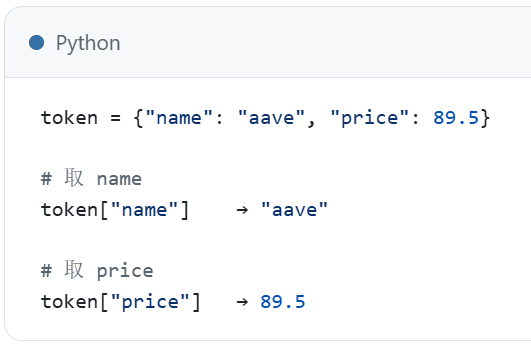 Python
token = {"name": "aave", "price": 89.5}
# 取 name
token["name"]    → "aave"
# 取 price
token["price"]   → 89.5